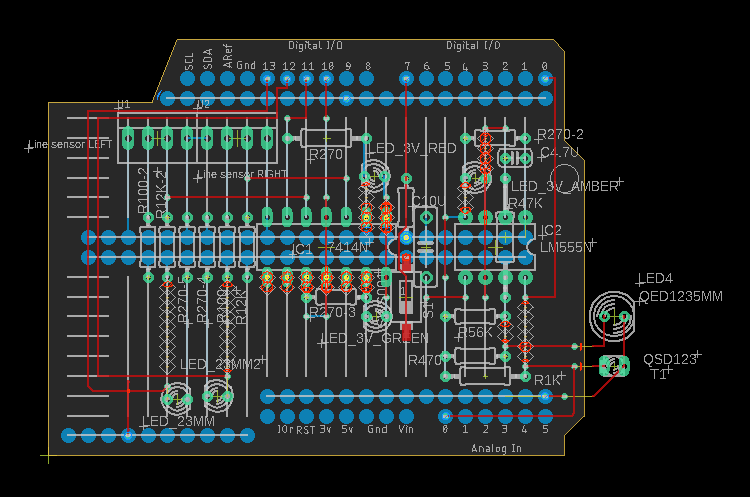 Digital I/O Digital I/O
SCL SDA ARef Gnd 13 12 11 10 9 8 7 6 5 4 3 2 1 0
U1 U2
Line sensor LEFT
Line sensor RIGHT
R270 LED_3V_RED
R270-2
C4.7U
LED_3V_AMBER
R100-2 R12K-2 C10U R47K
IC1 7414N
IC2
LM555N
R270-3
LED_3V_GREEN
R56K
R470
R1K
LED4
QED1235MM
QSD123
T1
LED_23MM2
LED_23MM
RST 3v 5v Gnd Vin 0 1 2 3 4 5
Analog In